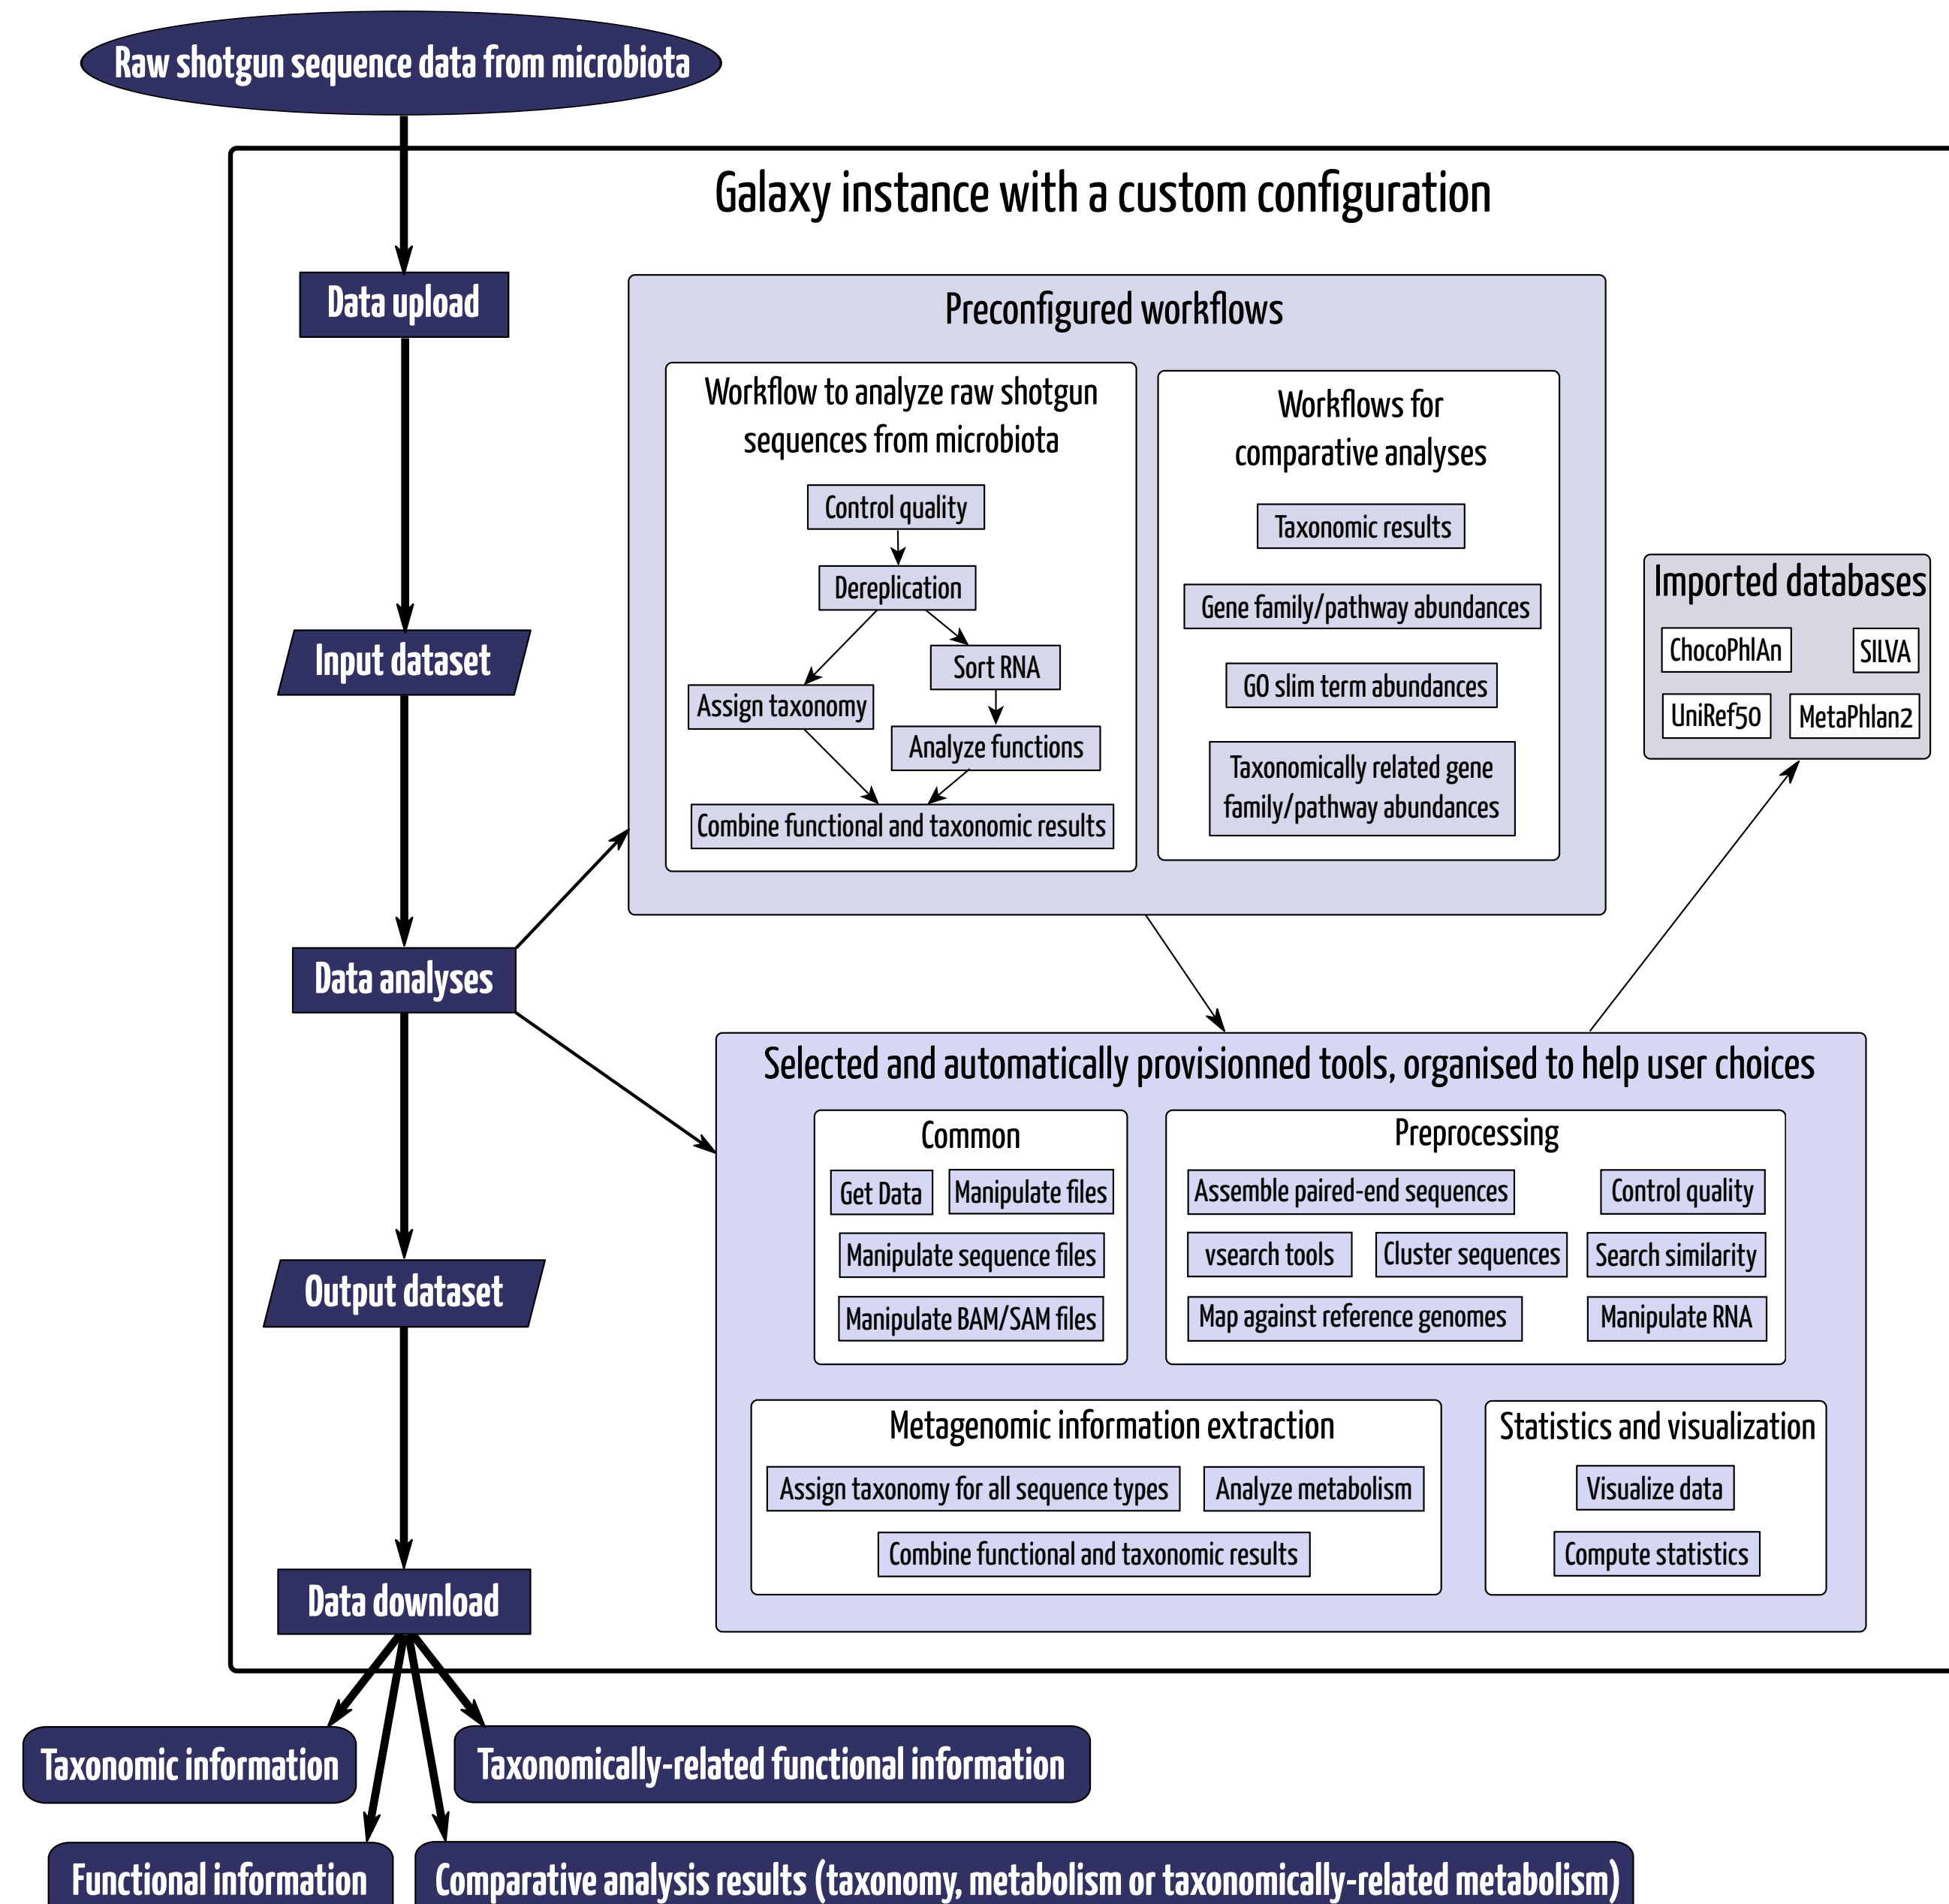 Raw shotgun sequence data from microbiota
Galaxy instance with a custom configuration
Data upload
Input dataset
Data analyses
Output dataset
Data download
Preconfigured workflows
Workflow to analyze raw shotgun
sequences from microbiota
Control quality
Dereplication
Sort RNA
Assign taxonomy
Analyze functions
Combine functional and taxonomic results
Workflows for
comparative analyses
Taxonomic results
Gene family/pathway abundances
GO slim term abundances
Taxonomically related gene
family/pathway abundances
Imported databases
ChocoPhlAn
SILVA
UniRef50
MetaPhlan2
Selected and automatically provisionned tools, organised to help user choices
Common
Get Data
Manipulate files
Manipulate sequence files
Manipulate BAM/SAM files
Preprocessing
Assemble paired-end sequences
Control quality
vsearch tools
Cluster sequences
Search similarity
Map against reference genomes
Manipulate RNA
Metagenomic information extraction
Assign taxonomy for all sequence types
Analyze metabolism
Combine functional and taxonomic results
Statistics and visualization
Visualize data
Compute statistics
Taxonomic information
Taxonomically-related functional information
Functional information
Comparative analysis results (taxonomy, metabolism or taxonomically-related metabolism)